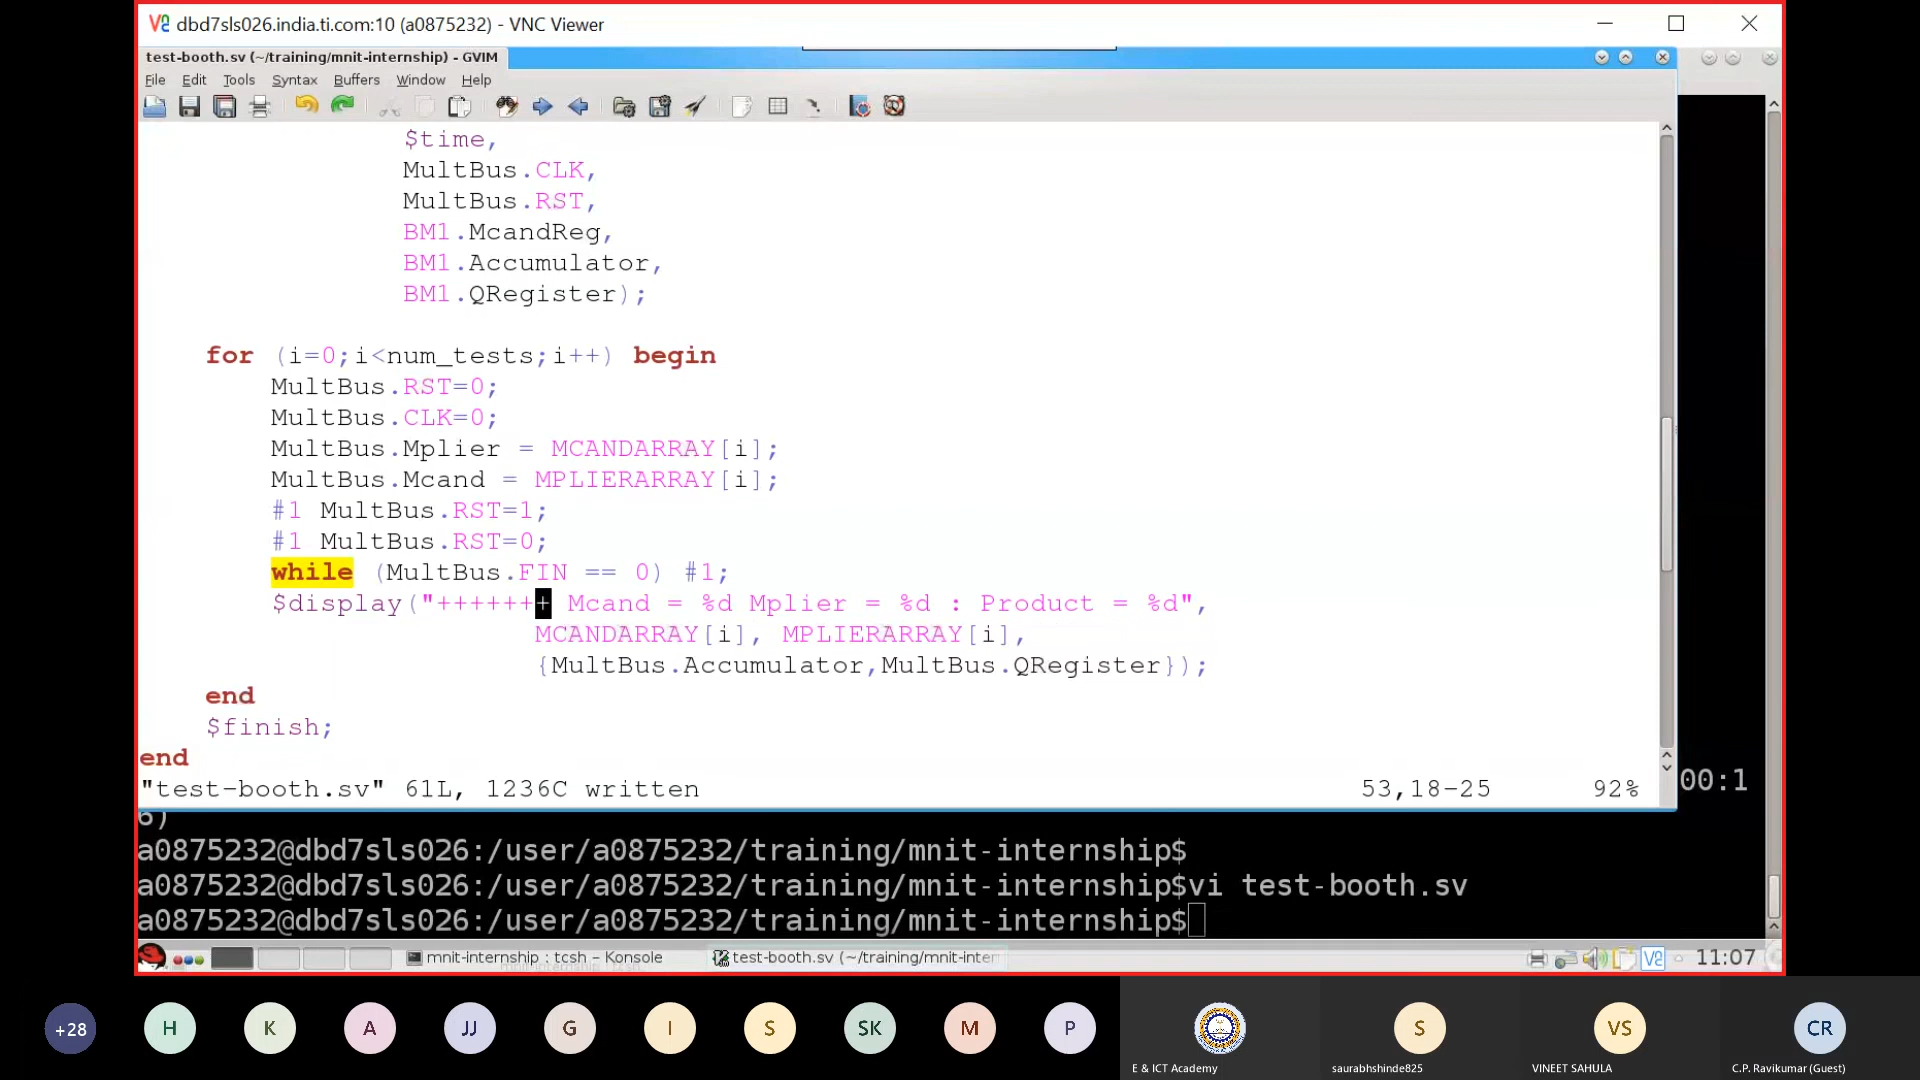 dbd7sls026.india.ti.com:10 (a0875232) - VNC Viewer
test-booth.sv (~/training/mnit-internship) - GVIM
File Edit Tools Syntax Buffers Window Help
$time,
MultBus.CLK,
MultBus.RST,
BM1.McandReg,
BM1.Accumulator,
BM1.QRegister);
for (i=0;i<num_tests;i++) begin
MultBus.RST=0;
MultBus.CLK=0;
MultBus.Mplier = MCANDARRAY[i];
MultBus.Mcand = MPLIERARRAY[i];
#1 MultBus.RST=1;
#1 MultBus.RST=0;
while (MultBus.FIN == 0) #1;
$display("+++++++ Mcand = %d Mplier = %d : Product = %d",
MCANDARRAY[i], MPLIERARRAY[i],
{MultBus.Accumulator,MultBus.QRegister});
end
$finish;
end
"test-booth.sv" 61L, 1236C written 53,18-25 92%
00:1
6)
a0875232@dbd7sls026:/user/a0875232/training/mnit-internship$
a0875232@dbd7sls026:/user/a0875232/training/mnit-internship$vi test-booth.sv
a0875232@dbd7sls026:/user/a0875232/training/mnit-internship$
mnit-internship : tcsh - Konsole test-booth.sv (~/training/mnit-inter 11:07
+28 H K A JJ G I S SK M P S VS CR
E & ICT Academy saurabhshinde825 VINEET SAHULA C.P. Ravikumar (Guest)